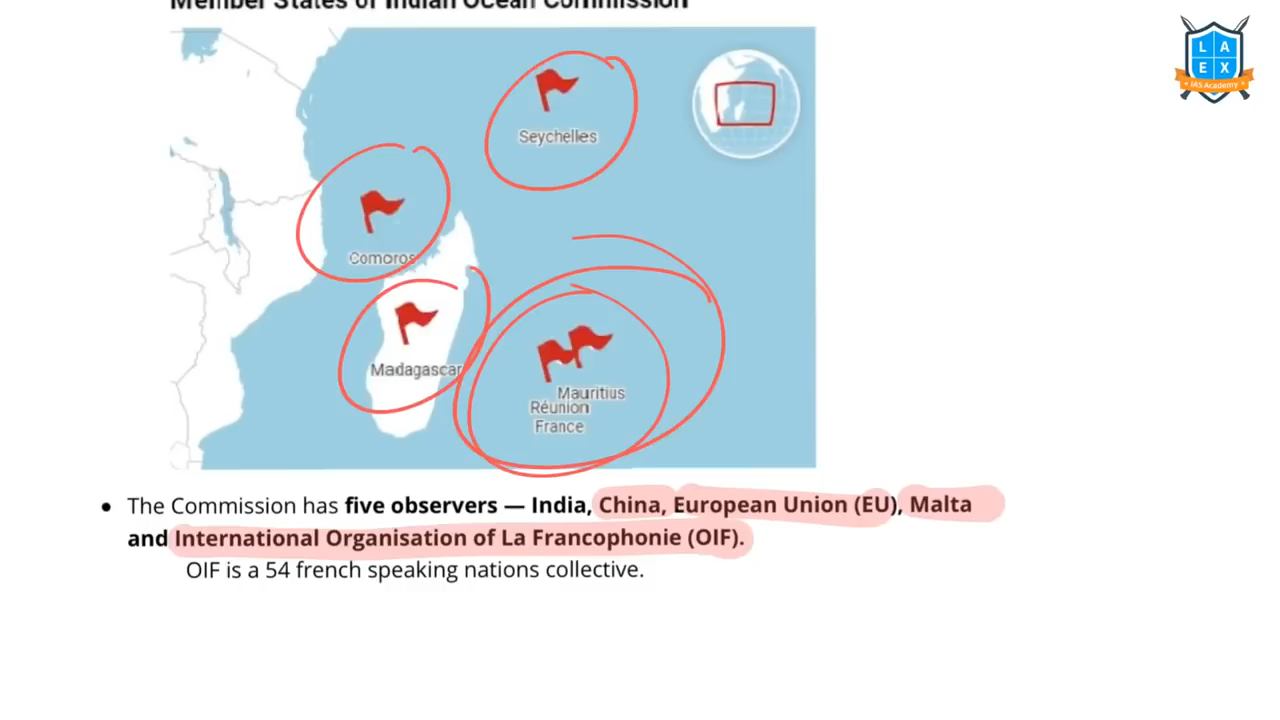 Member States of Indian Ocean Commission
L A
E X
IAS Academy
Seychelles
Comoros
Madagascar
Mauritius
Réunion
France
• The Commission has five observers — India, China, European Union (EU), Malta
and International Organisation of La Francophonie (OIF).
OIF is a 54 french speaking nations collective.